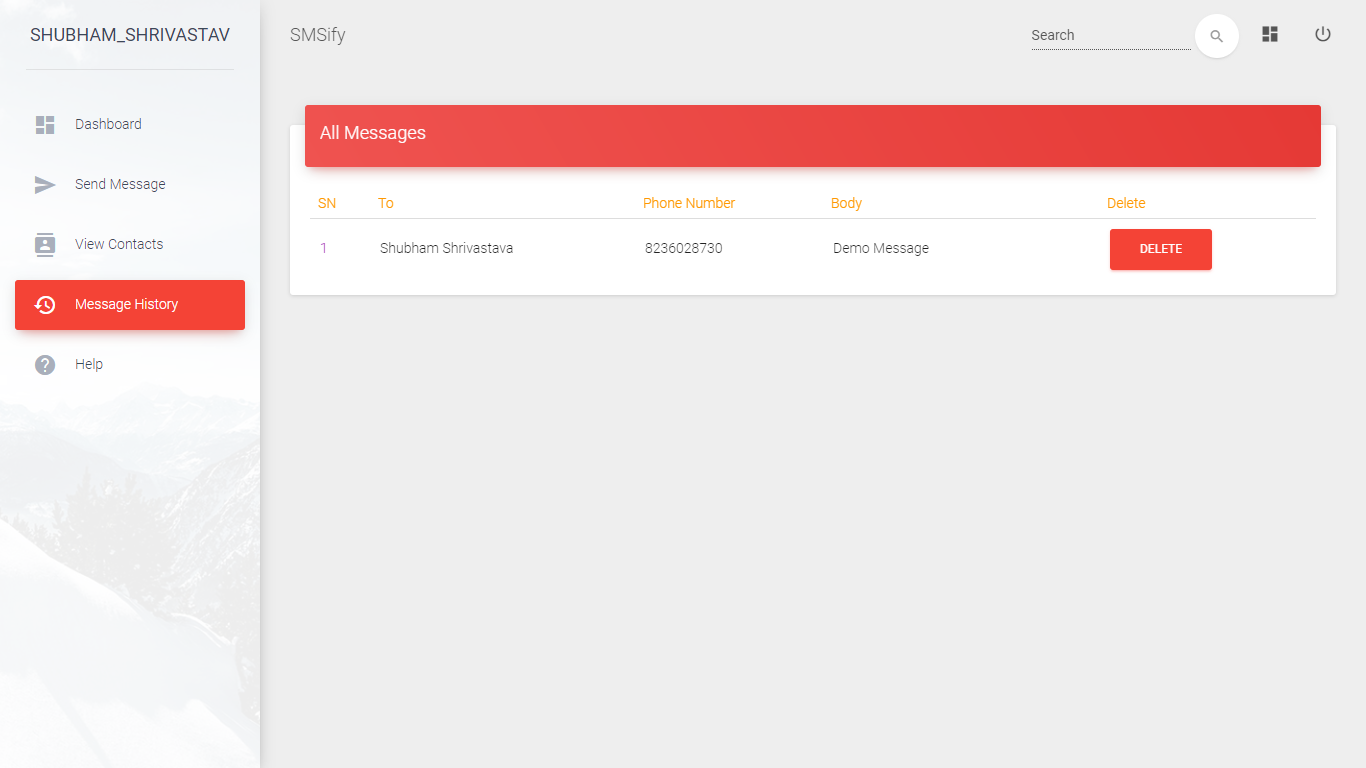 SHUBHAM_SHRIVASTAV
SMSify
Search
Dashboard
Send Message
View Contacts
Message History
Help
All Messages
SN To Phone Number Body Delete
1 Shubham Shrivastava 8236028730 Demo Message DELETE